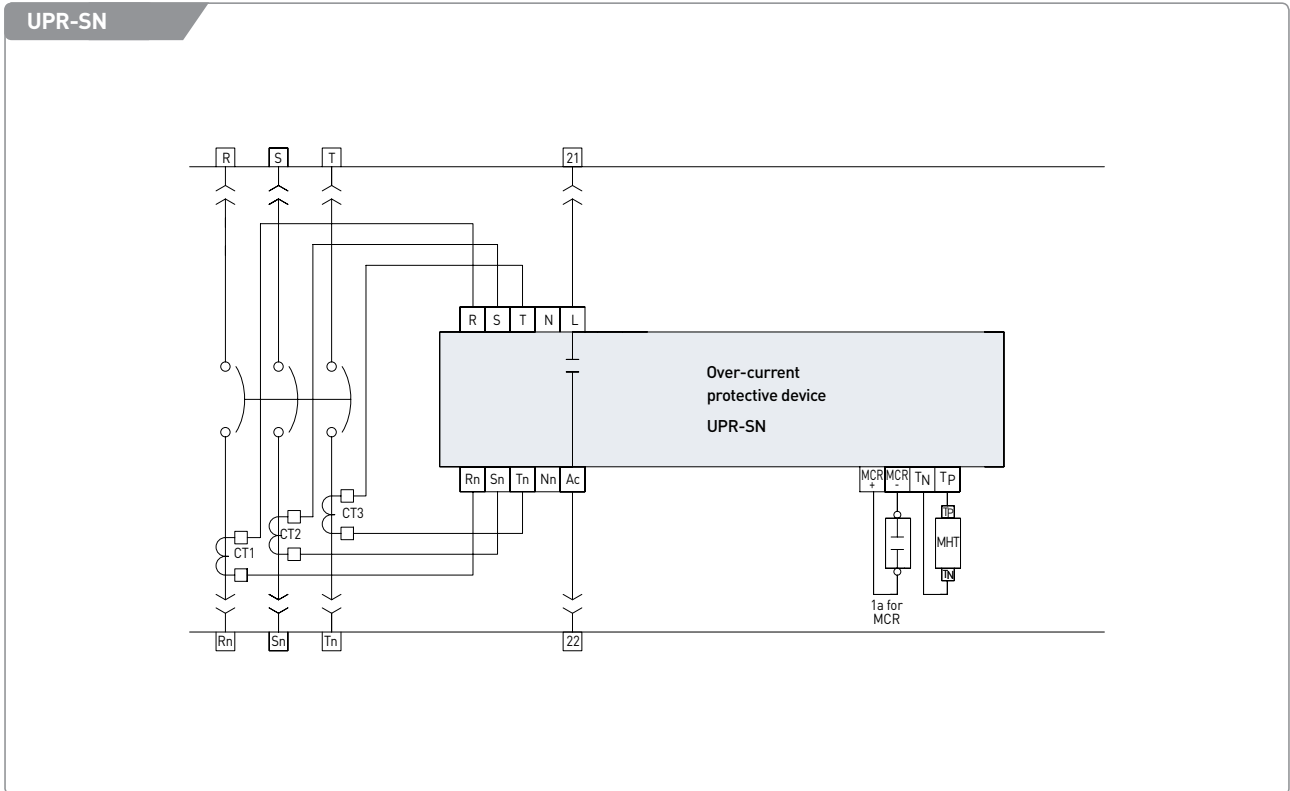 UPR-SN
R S T 21
R S T N L
Over-current
protective device
UPR-SN
Rn Sn Tn Nn Ac
MCR + MCR - TN TP
CT3
CT2
CT1
TP
MHT
TN
1a for
MCR
Rn Sn Tn 22